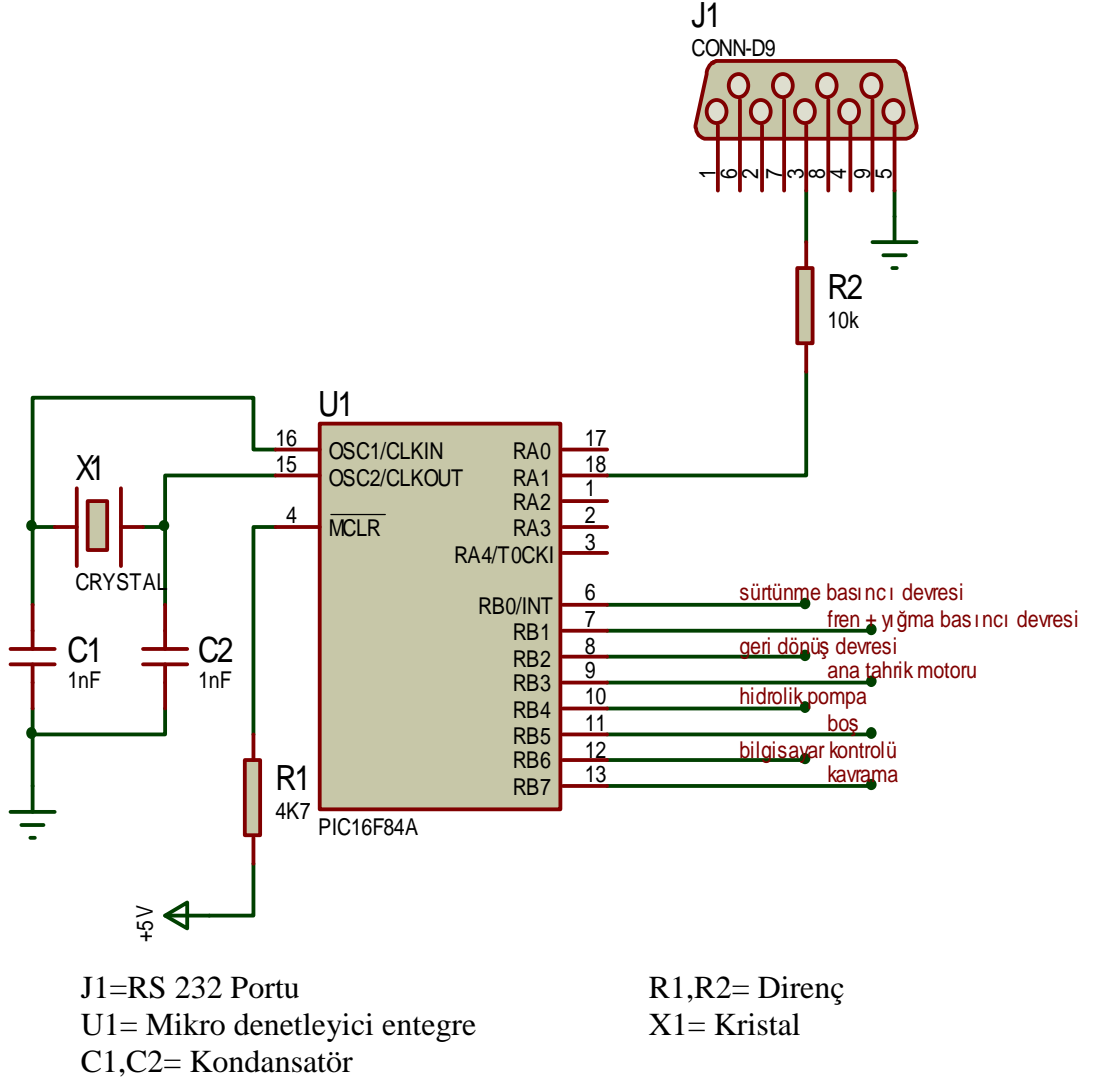 J1
CONN-D9
1 6 2 7 3 8 4 9 5
R2
10k
U1
16 OSC1/CLKIN
15 OSC2/CLKOUT
4 MCLR
RA0 17
RA1 18
RA2 1
RA3 2
RA4/T0CKI 3
RB0/INT 6 sürtünme basıncı devresi
RB1 7 fren + yığma basıncı devresi
RB2 8 geri dönüş devresi
RB3 9 ana tahrik motoru
RB4 10 hidrolik pompa
RB5 11 boş
RB6 12 bilgisayar kontrolü
RB7 13 kavrama
PIC16F84A
X1
CRYSTAL
C1
1nF
C2
1nF
R1
4K7
+5V
J1=RS 232 Portu
U1= Mikro denetleyici entegre
C1,C2= Kondansatör
R1,R2= Direnç
X1= Kristal